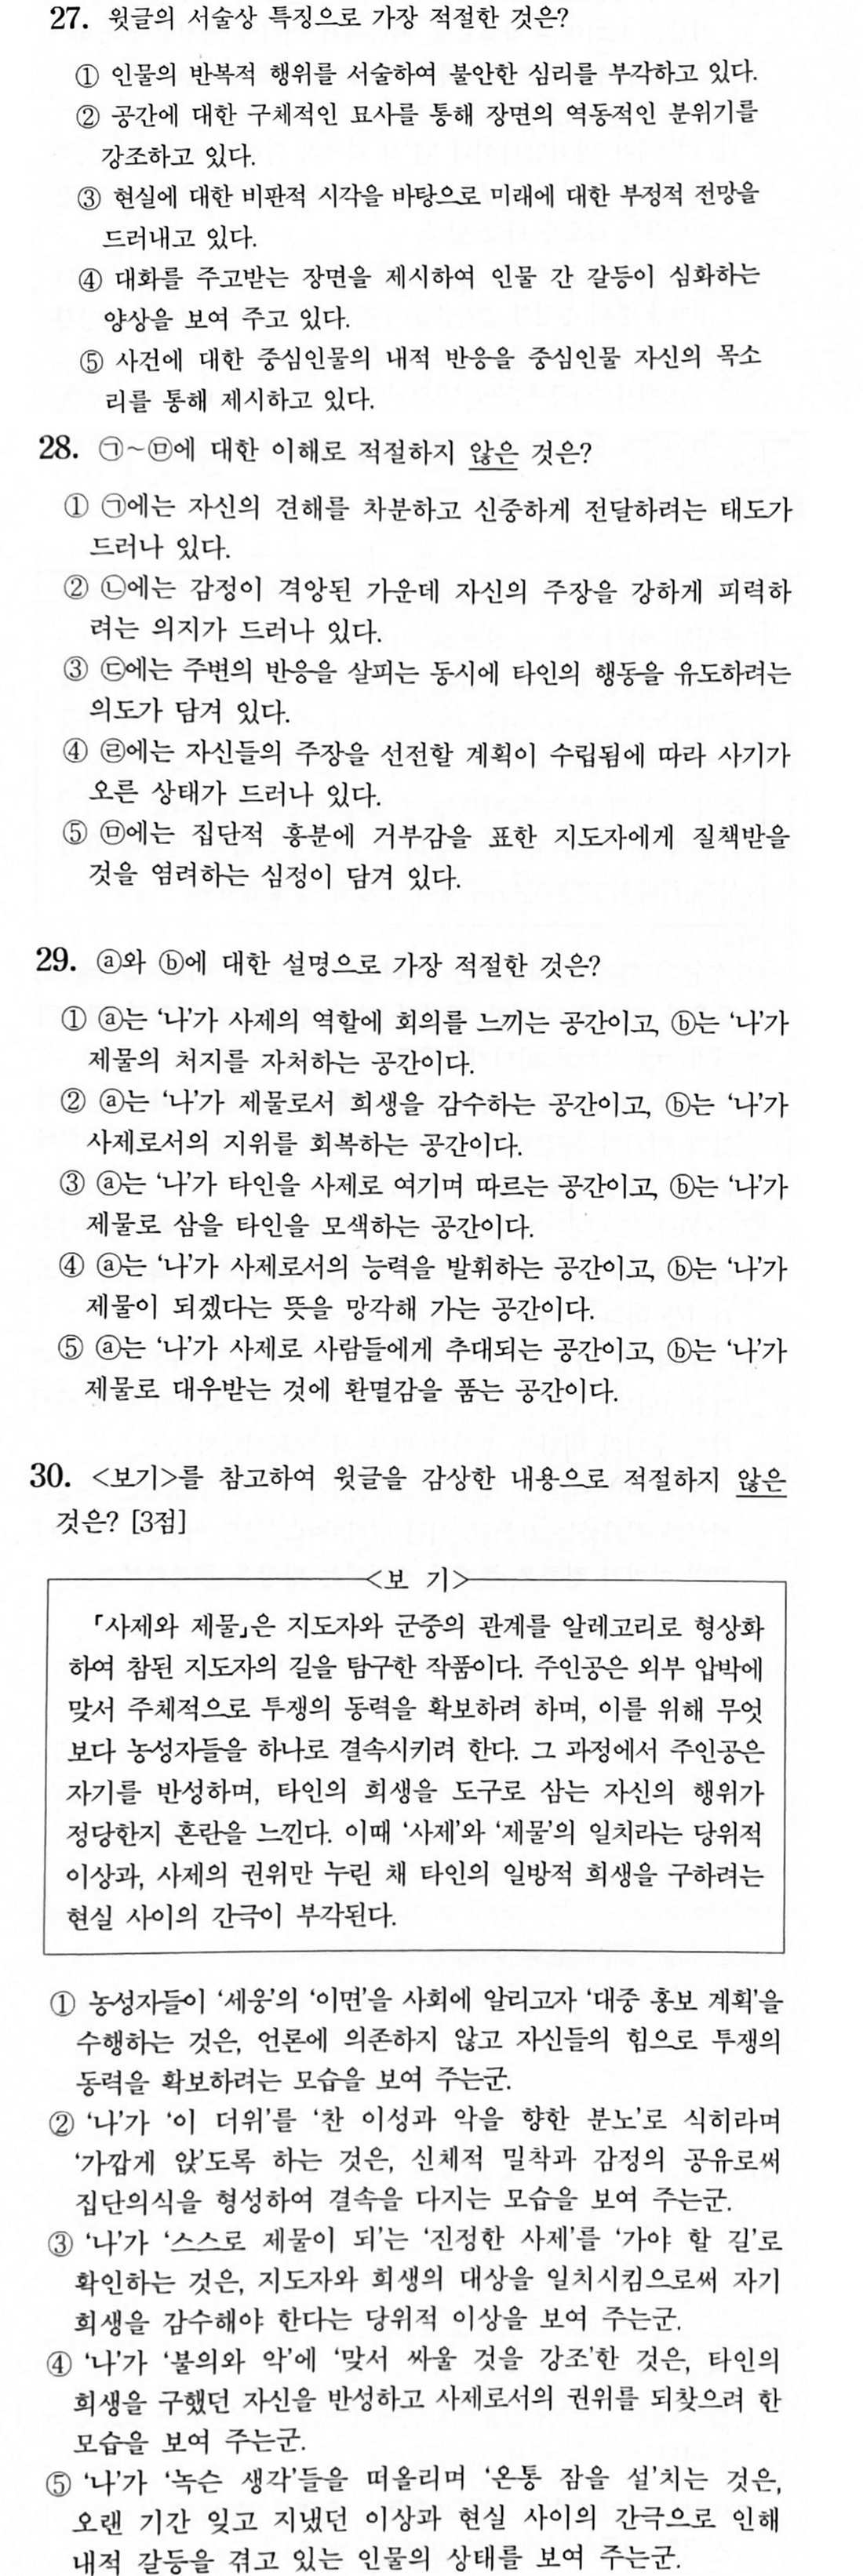 27. 윗글의 서술상 특징으로 가장 적절한 것은?
① 인물의 반복적 행위를 서술하여 불안한 심리를 부각하고 있다.
② 공간에 대한 구체적인 묘사를 통해 장면의 역동적인 분위기를
강조하고 있다.
③ 현실에 대한 비판적 시각을 바탕으로 미래에 대한 부정적 전망을
드러내고 있다.
④ 대화를 주고받는 장면을 제시하여 인물 간 갈등이 심화하는
양상을 보여 주고 있다.
⑤ 사건에 대한 중심인물의 내적 반응을 중심인물 자신의 목소
리를 통해 제시하고 있다.
28. ㉠~㉤에 대한 이해로 적절하지 않은 것은?
① ㉠에는 자신의 견해를 차분하고 신중하게 전달하려는 태도가
드러나 있다.
② ㉡에는 감정이 격앙된 가운데 자신의 주장을 강하게 피력하
려는 의지가 드러나 있다.
③ ㉢에는 주변의 반응을 살피는 동시에 타인의 행동을 유도하려는
의도가 담겨 있다.
④ ㉣에는 자신들의 주장을 선전할 계획이 수립됨에 따라 사기가
오른 상태가 드러나 있다.
⑤ ㉤에는 집단적 흥분에 거부감을 표한 지도자에게 질책받을
것을 염려하는 심정이 담겨 있다.
29. ⓐ와 ⓑ에 대한 설명으로 가장 적절한 것은?
① ⓐ는 ‘나’가 사제의 역할에 회의를 느끼는 공간이고, ⓑ는 ‘나’가
제물의 처지를 자처하는 공간이다.
② ⓐ는 ‘나’가 제물로서 희생을 감수하는 공간이고, ⓑ는 ‘나’가
사제로서의 지위를 회복하는 공간이다.
③ ⓐ는 ‘나’가 타인을 사제로 여기며 따르는 공간이고, ⓑ는 ‘나’가
제물로 삼을 타인을 모색하는 공간이다.
④ ⓐ는 ‘나’가 사제로서의 능력을 발휘하는 공간이고, ⓑ는 ‘나’가
제물이 되겠다는 뜻을 망각해 가는 공간이다.
⑤ ⓐ는 ‘나’가 사제로 사람들에게 추대되는 공간이고, ⓑ는 ‘나’가
제물로 대우받는 것에 환멸감을 품는 공간이다.
30. <보기>를 참고하여 윗글을 감상한 내용으로 적절하지 않은
것은? [3점]
<보 기>
「사제와 제물」은 지도자와 군중의 관계를 알레고리로 형상화
하여 참된 지도자의 길을 탐구한 작품이다. 주인공은 외부 압박에
맞서 주체적으로 투쟁의 동력을 확보하려 하며, 이를 위해 무엇
보다 농성자들을 하나로 결속시키려 한다. 그 과정에서 주인공은
자기를 반성하며, 타인의 희생을 도구로 삼는 자신의 행위가
정당한지 혼란을 느낀다. 이때 ‘사제’와 ‘제물’의 일치라는 당위적
이상과, 사제의 권위만 누린 채 타인의 일방적 희생을 구하려는
현실 사이의 간극이 부각된다.
① 농성자들이 ‘세웅’의 ‘이면’을 사회에 알리고자 ‘대중 홍보 계획’을
수행하는 것은, 언론에 의존하지 않고 자신들의 힘으로 투쟁의
동력을 확보하려는 모습을 보여 주는군.
② ‘나’가 ‘이 더위’를 ‘찬 이성과 악을 향한 분노’로 식히라며
‘가깝게 앉’도록 하는 것은, 신체적 밀착과 감정의 공유로써
집단의식을 형성하여 결속을 다지는 모습을 보여 주는군.
③ ‘나’가 ‘스스로 제물이 되’는 ‘진정한 사제’를 ‘가야 할 길’로
확인하는 것은, 지도자와 희생의 대상을 일치시킴으로써 자기
희생을 감수해야 한다는 당위적 이상을 보여 주는군.
④ ‘나’가 ‘불의와 악’에 ‘맞서 싸울 것을 강조’한 것은, 타인의
희생을 구했던 자신을 반성하고 사제로서의 권위를 되찾으려 한
모습을 보여 주는군.
⑤ ‘나’가 ‘녹슨 생각’들을 떠올리며 ‘온통 잠을 설’치는 것은,
오랜 기간 잊고 지냈던 이상과 현실 사이의 간극으로 인해
내적 갈등을 겪고 있는 인물의 상태를 보여 주는군.